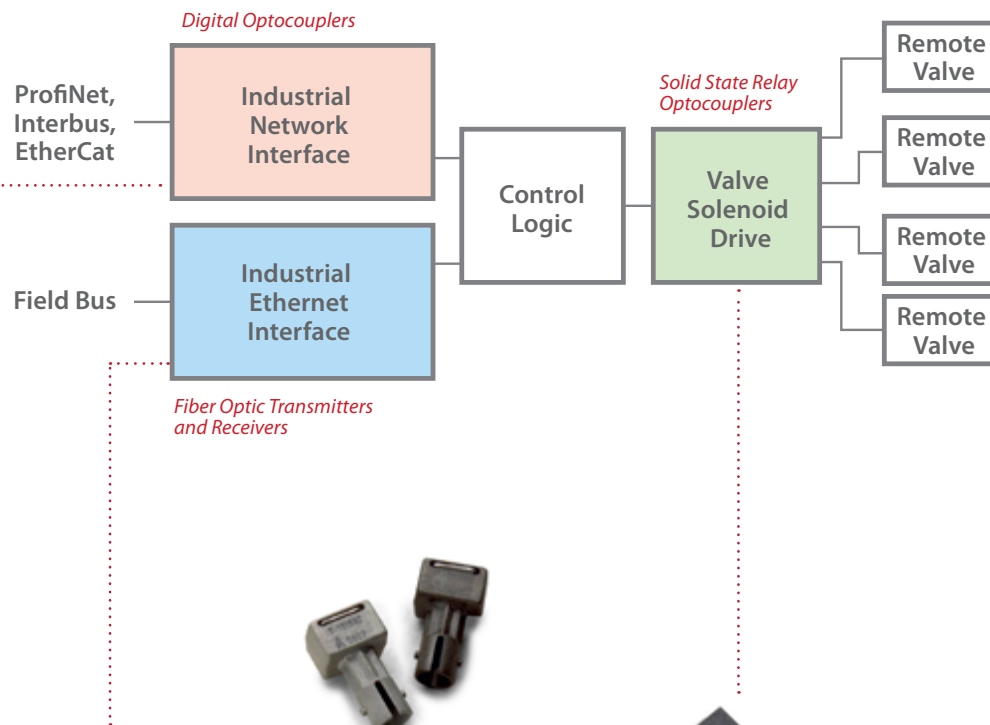 Digital Optocouplers
ProfiNet,
Interbus,
EtherCat
Industrial
Network
Interface
Field Bus
Industrial
Ethernet
Interface
Fiber Optic Transmitters
and Receivers
Control
Logic
Solid State Relay
Optocouplers
Valve
Solenoid
Drive
Remote
Valve
Remote
Valve
Remote
Valve
Remote
Valve